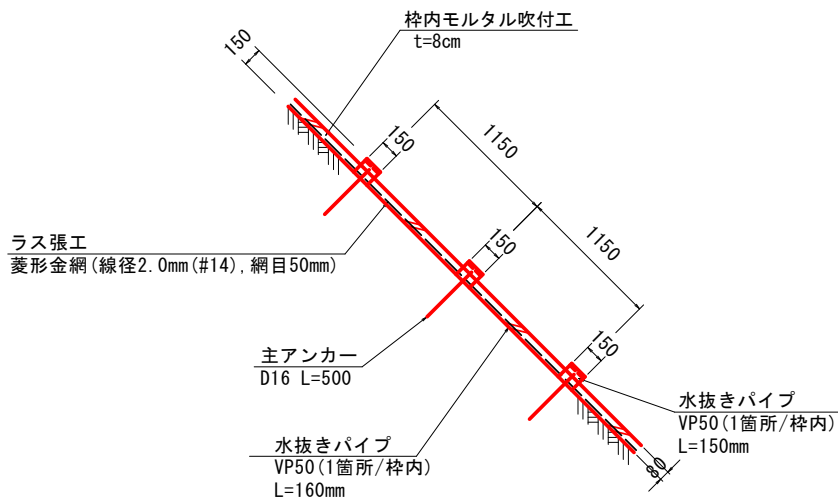 枠内モルタル吹付工
t=8cm
150
150
1150
150
1150
150
ラス張工
菱形金網(線径2.0mm(#14),網目50mm)
主アンカー
D16 L=500
水抜きパイプ
VP50(1箇所/枠内)
L=160mm
水抜きパイプ
VP50(1箇所/枠内)
L=150mm
80